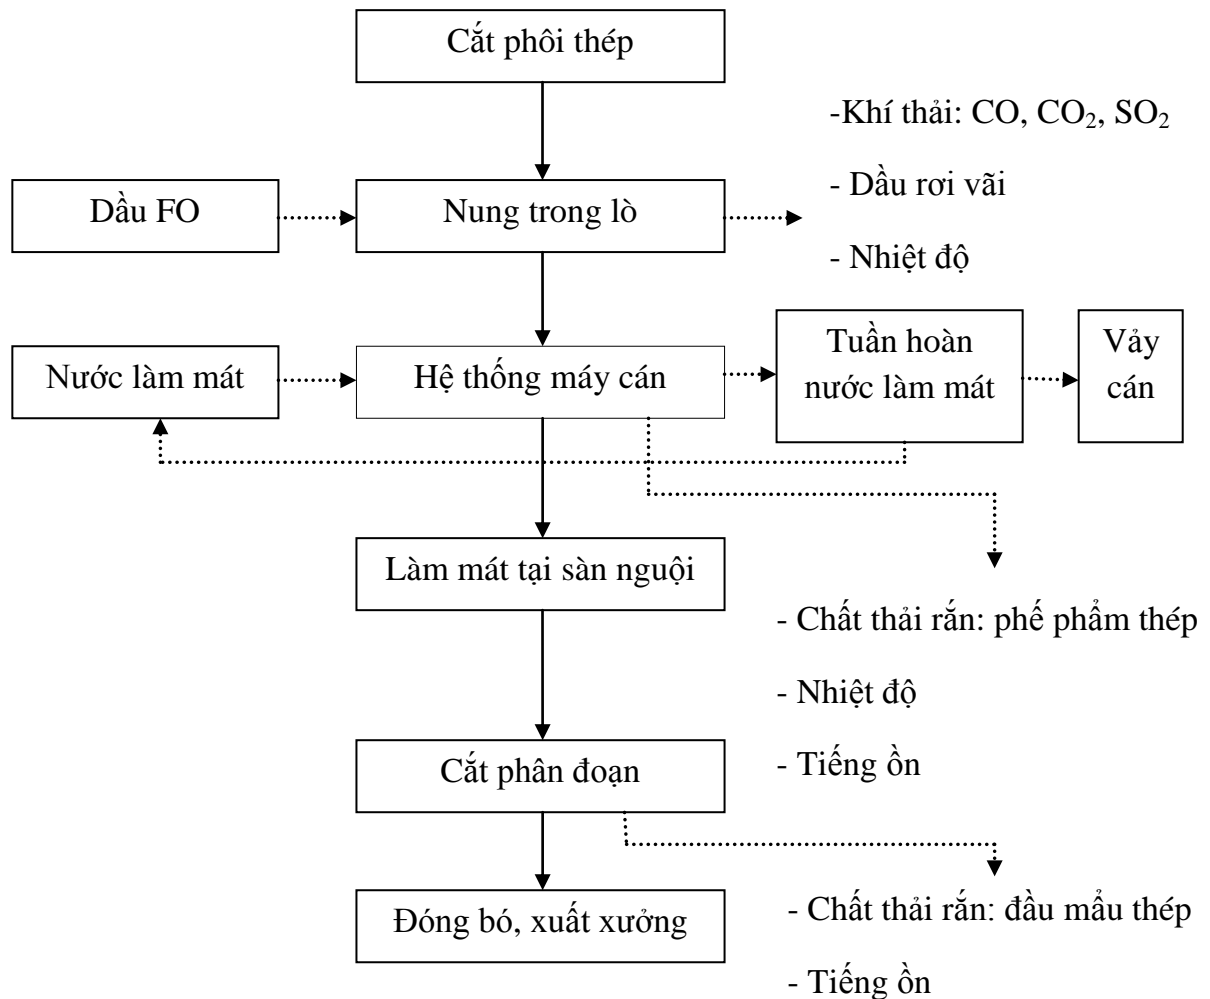 Cắt phôi thép
-Khí thải: CO, CO₂, SO₂
- Dầu rơi vãi
- Nhiệt độ
Dầu FO
Nung trong lò
Nước làm mát
Hệ thống máy cán
Tuần hoàn
nước làm mát
Vảy
cán
Làm mát tại sàn nguội
- Chất thải rắn: phế phẩm thép
- Nhiệt độ
- Tiếng ồn
Cắt phân đoạn
Đóng bó, xuất xưởng
- Chất thải rắn: đầu mẩu thép
- Tiếng ồn